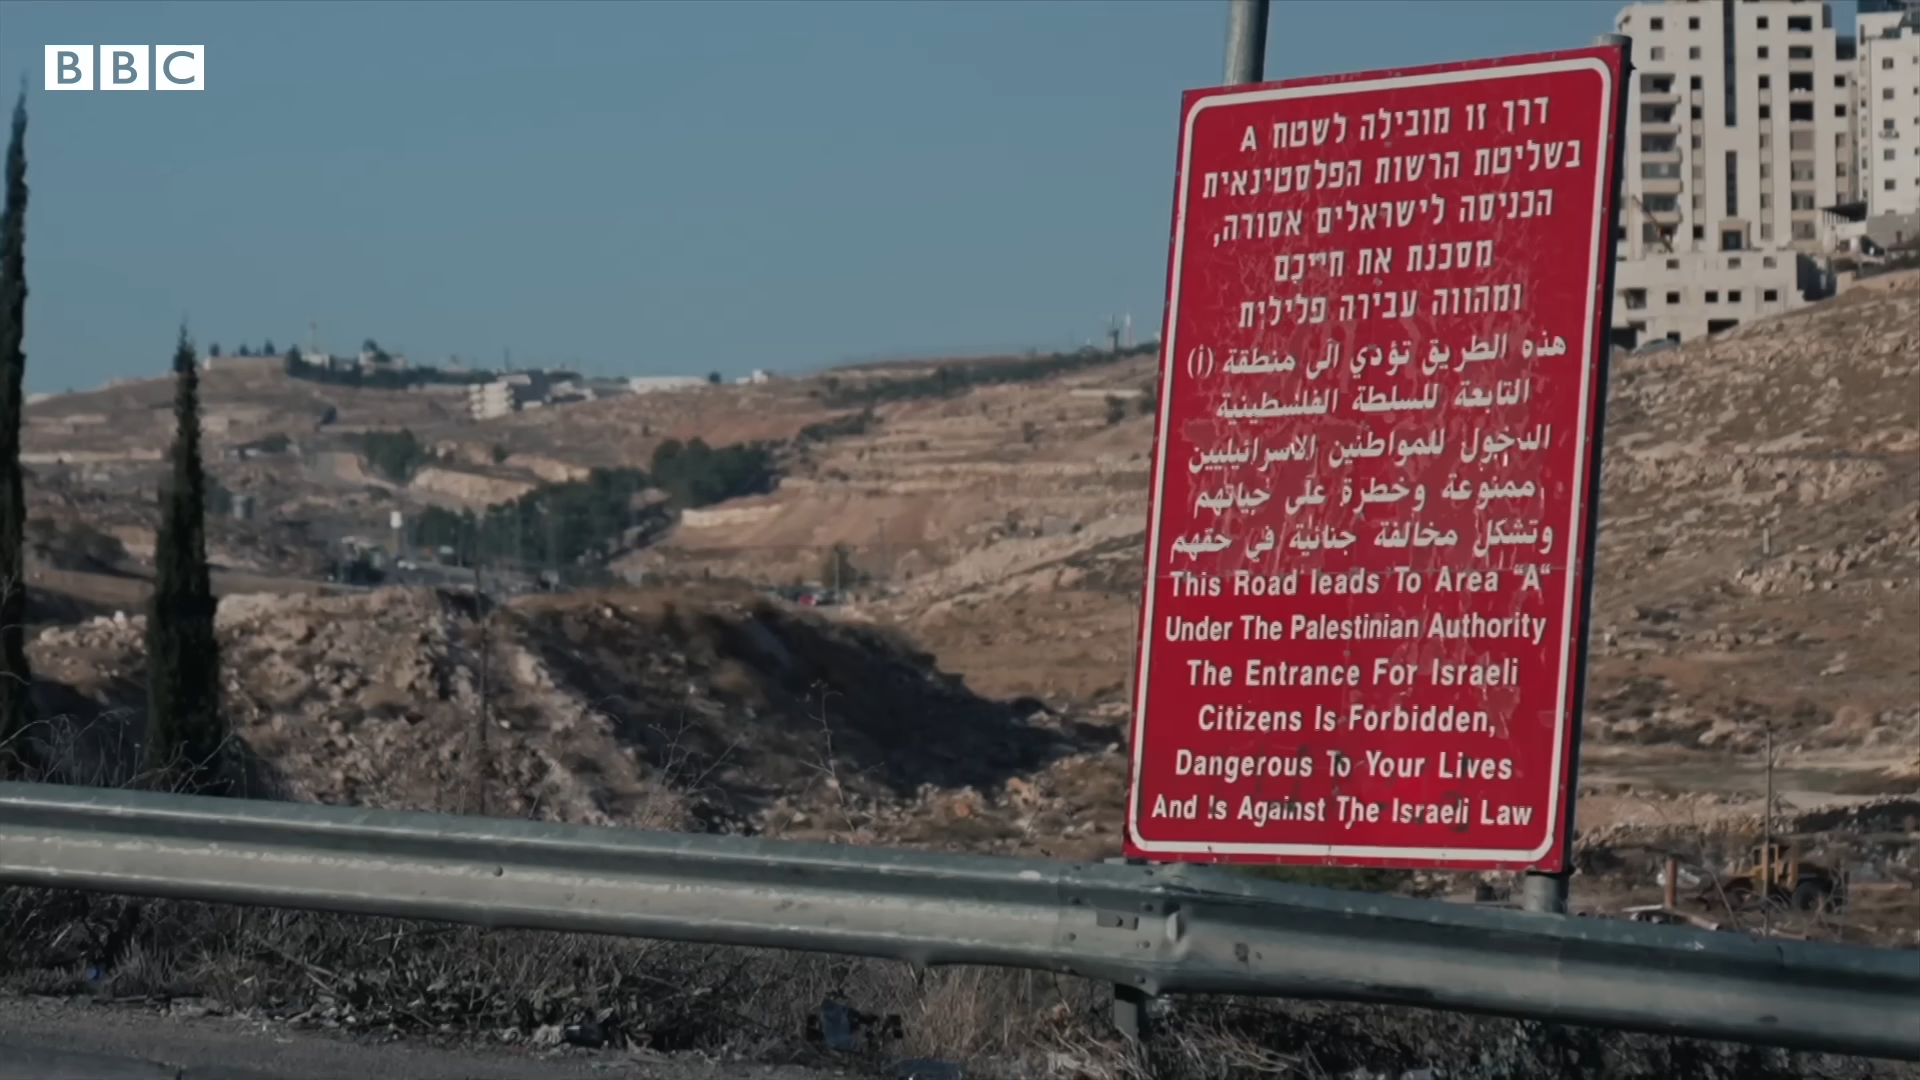 BBC
דרך זו מובילה לשטח A
בשליטת הרשות הפלסטינאית
הכניסה לישראלים אסורה,
מסכנת את חייכם
ומהווה עבירה פלילית
هذه الطريق تؤدي الى منطقة (أ)
التابعة للسلطة الفلسطينية
الدخول للمواطنين الاسرائيليين
ممنوعة وخطرة على حياتهم
وتشكل مخالفة جنائية في حقهم
This Road leads To Area “A“
Under The Palestinian Authority
The Entrance For Israeli
Citizens Is Forbidden,
Dangerous To Your Lives
And Is Against The Israeli Law